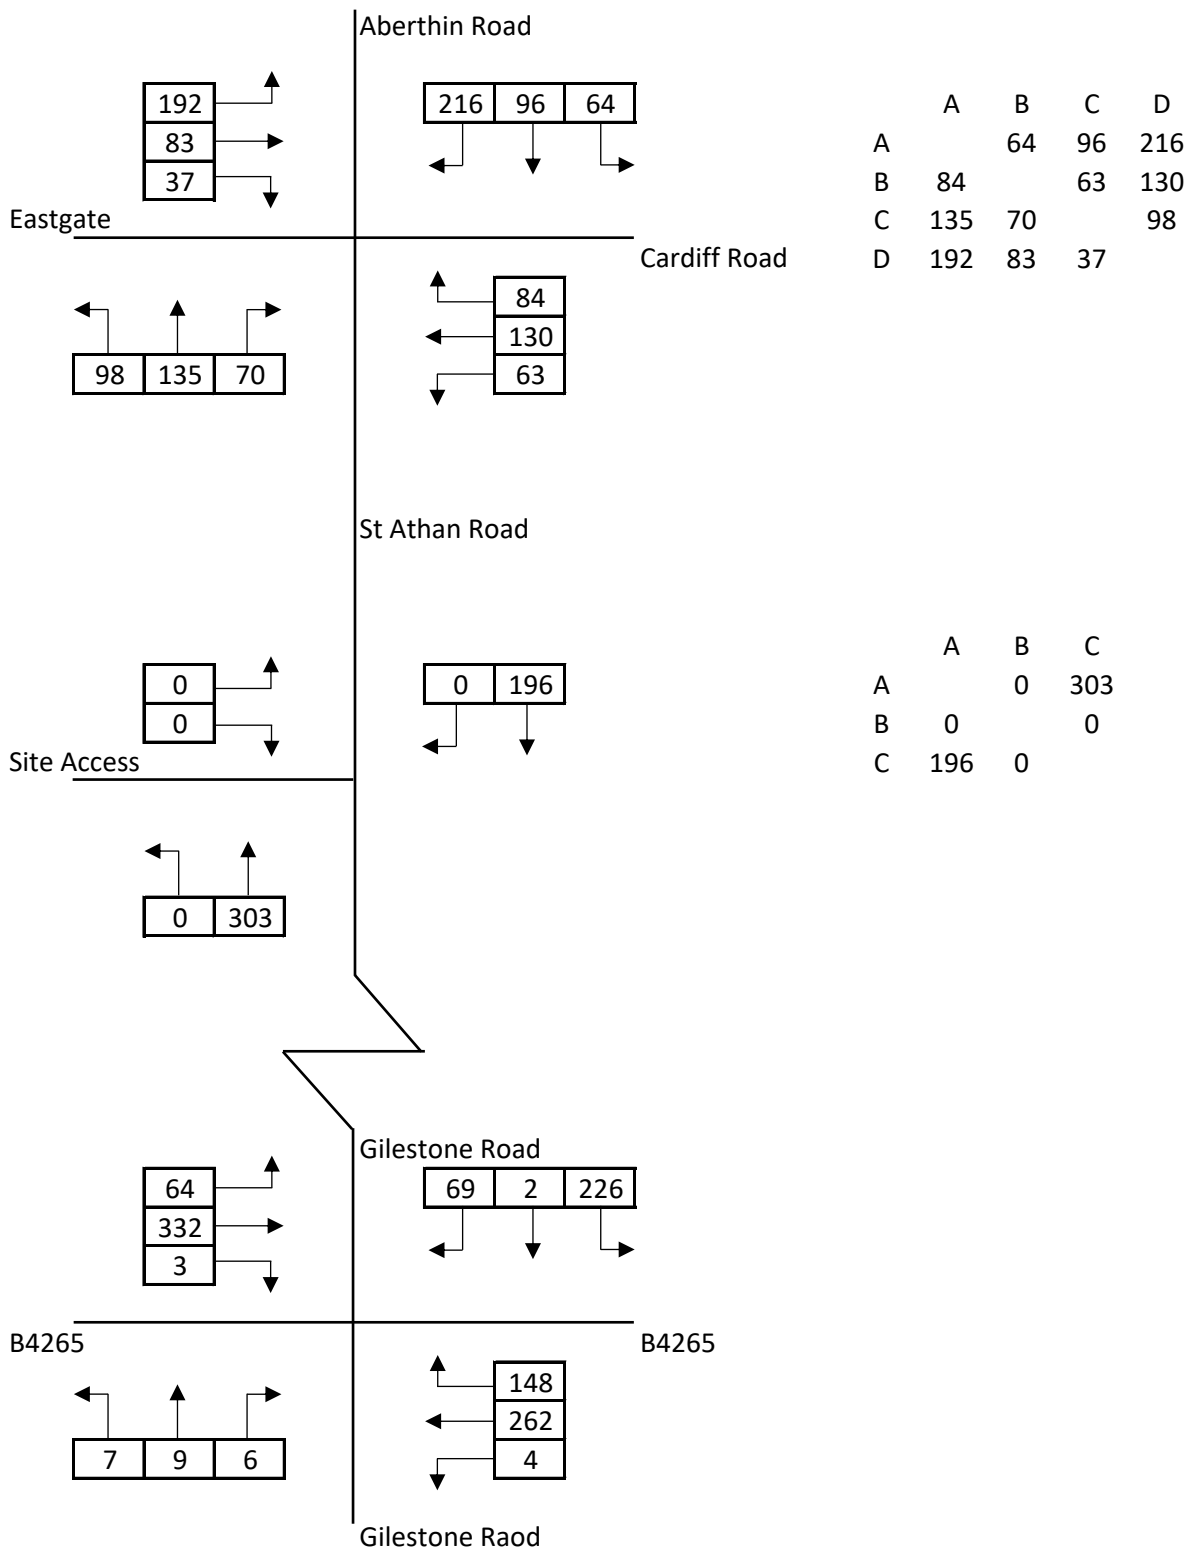 Aberthin Road
192
83
37
216 96 64
A B C D
A 64 96 216
B 84 63 130
C 135 70 98
D 192 83 37
Eastgate
Cardiff Road
98 135 70
84
130
63
St Athan Road
0
0
0 196
A B C
A 0 303
B 0 0
C 196 0
Site Access
0 303
Gilestone Road
64
332
3
69 2 226
B4265
B4265
7 9 6
148
262
4
Gilestone Raod